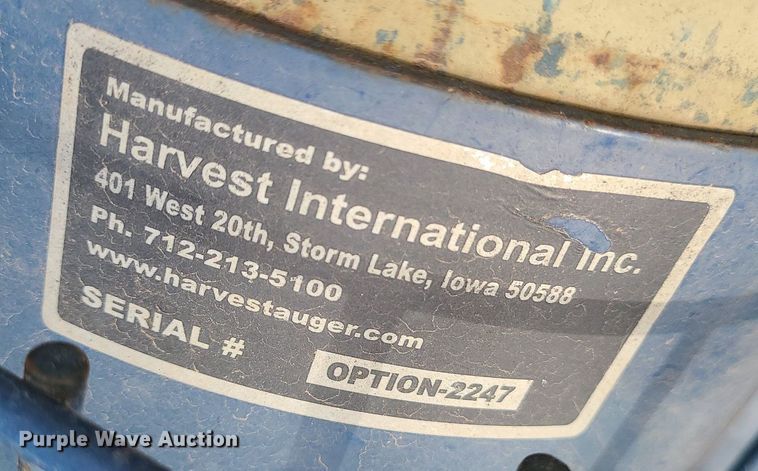 Manufactured by:
Harvest International Inc.
401 West 20th, Storm Lake, Iowa 50588
Ph. 712-213-5100
www.harvestauger.com
SERIAL # OPTION-2247
Purple Wave Auction